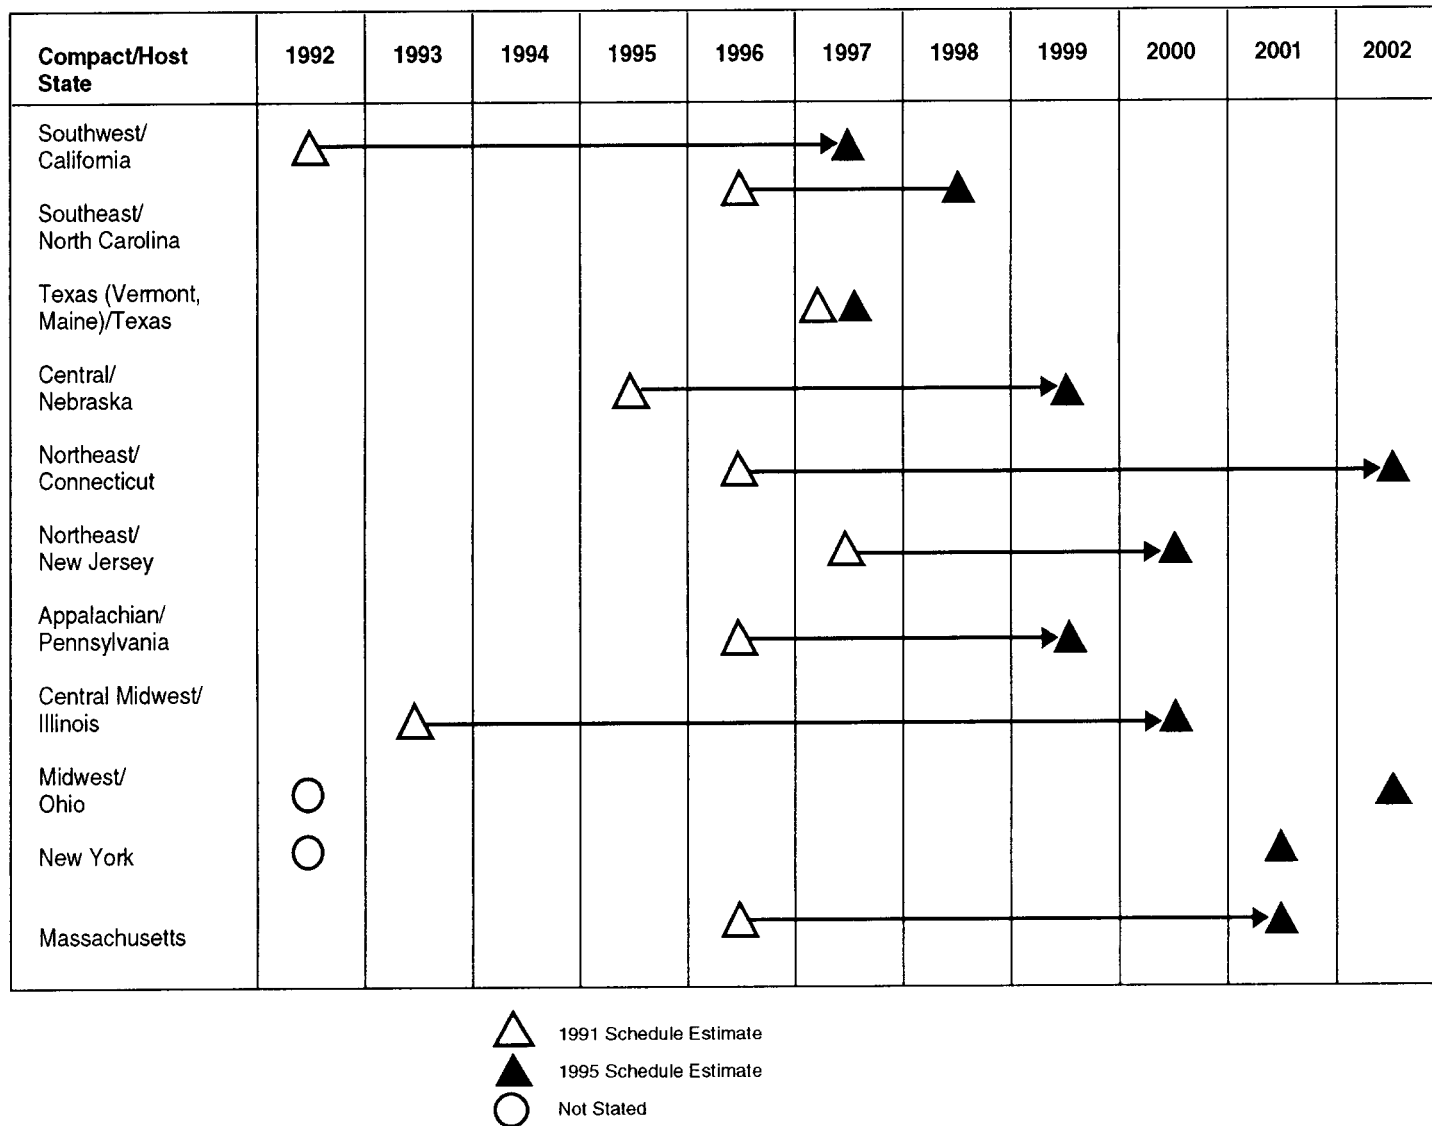 Compact/Host
State
1992
1993
1994
1995
1996
1997
1998
1999
2000
2001
2002
Southwest/
California
Southeast/
North Carolina
Texas (Vermont,
Maine)/Texas
Central/
Nebraska
Northeast/
Connecticut
Northeast/
New Jersey
Appalachian/
Pennsylvania
Central Midwest/
Illinois
Midwest/
Ohio
New York
Massachusetts
1991 Schedule Estimate
1995 Schedule Estimate
Not Stated